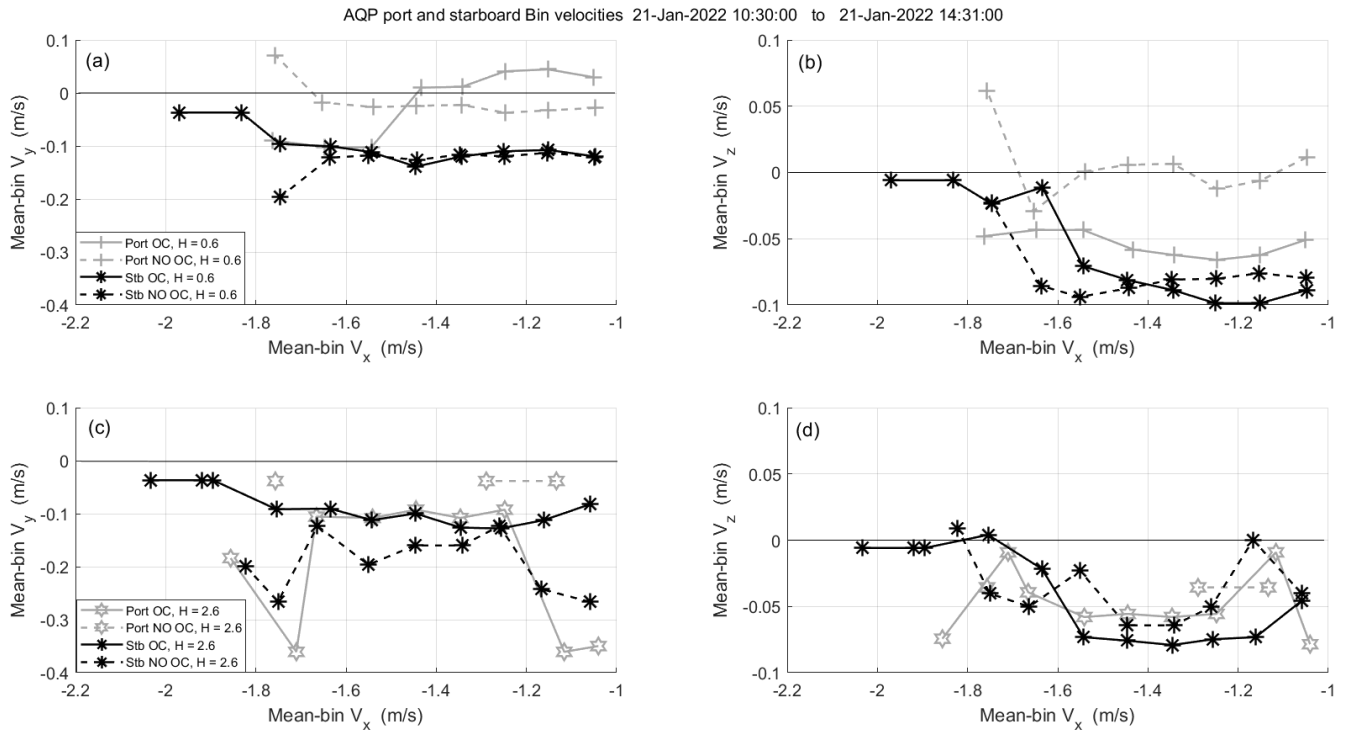 AQP port and starboard Bin velocities 21-Jan-2022 10:30:00 to 21-Jan-2022 14:31:00
(a)
0.1
0
-0.1
-0.2
-0.3
-0.4
Mean-bin V_y (m/s)
Port OC, H = 0.6
Port NO OC, H = 0.6
Stb OC, H = 0.6
Stb NO OC, H = 0.6
-2.2 -2 -1.8 -1.6 -1.4 -1.2 -1
Mean-bin V_x (m/s)
(b)
0.1
0.05
0
-0.05
-0.1
Mean-bin V_z (m/s)
-2.2 -2 -1.8 -1.6 -1.4 -1.2 -1
Mean-bin V_x (m/s)
(c)
0.1
0
-0.1
-0.2
-0.3
-0.4
Mean-bin V_y (m/s)
Port OC, H = 2.6
Port NO OC, H = 2.6
Stb OC, H = 2.6
Stb NO OC, H = 2.6
-2.2 -2 -1.8 -1.6 -1.4 -1.2 -1
Mean-bin V_x (m/s)
(d)
0.1
0.05
0
-0.05
-0.1
Mean-bin V_z (m/s)
-2.2 -2 -1.8 -1.6 -1.4 -1.2 -1
Mean-bin V_x (m/s)